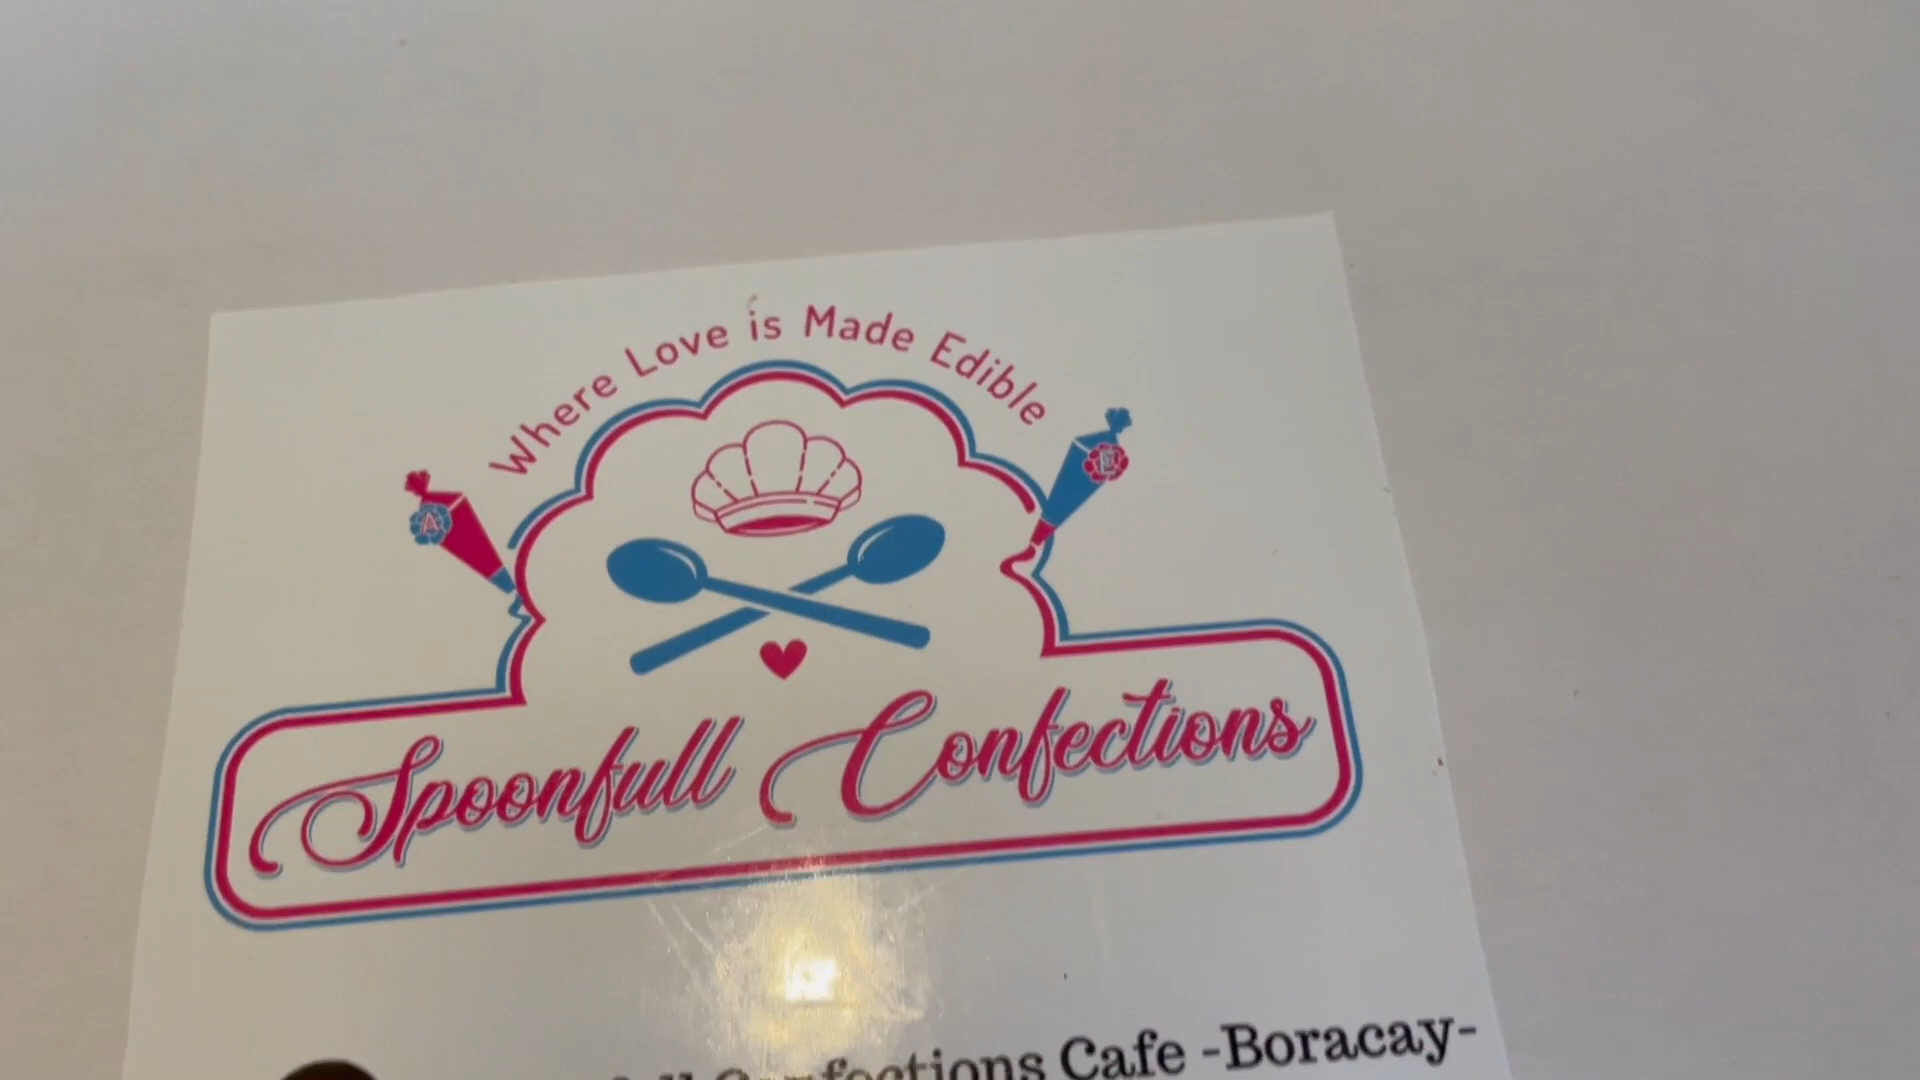 Where Love is Made Edible
A
E
Spoonfull Confections
Confections Cafe -Boracay-